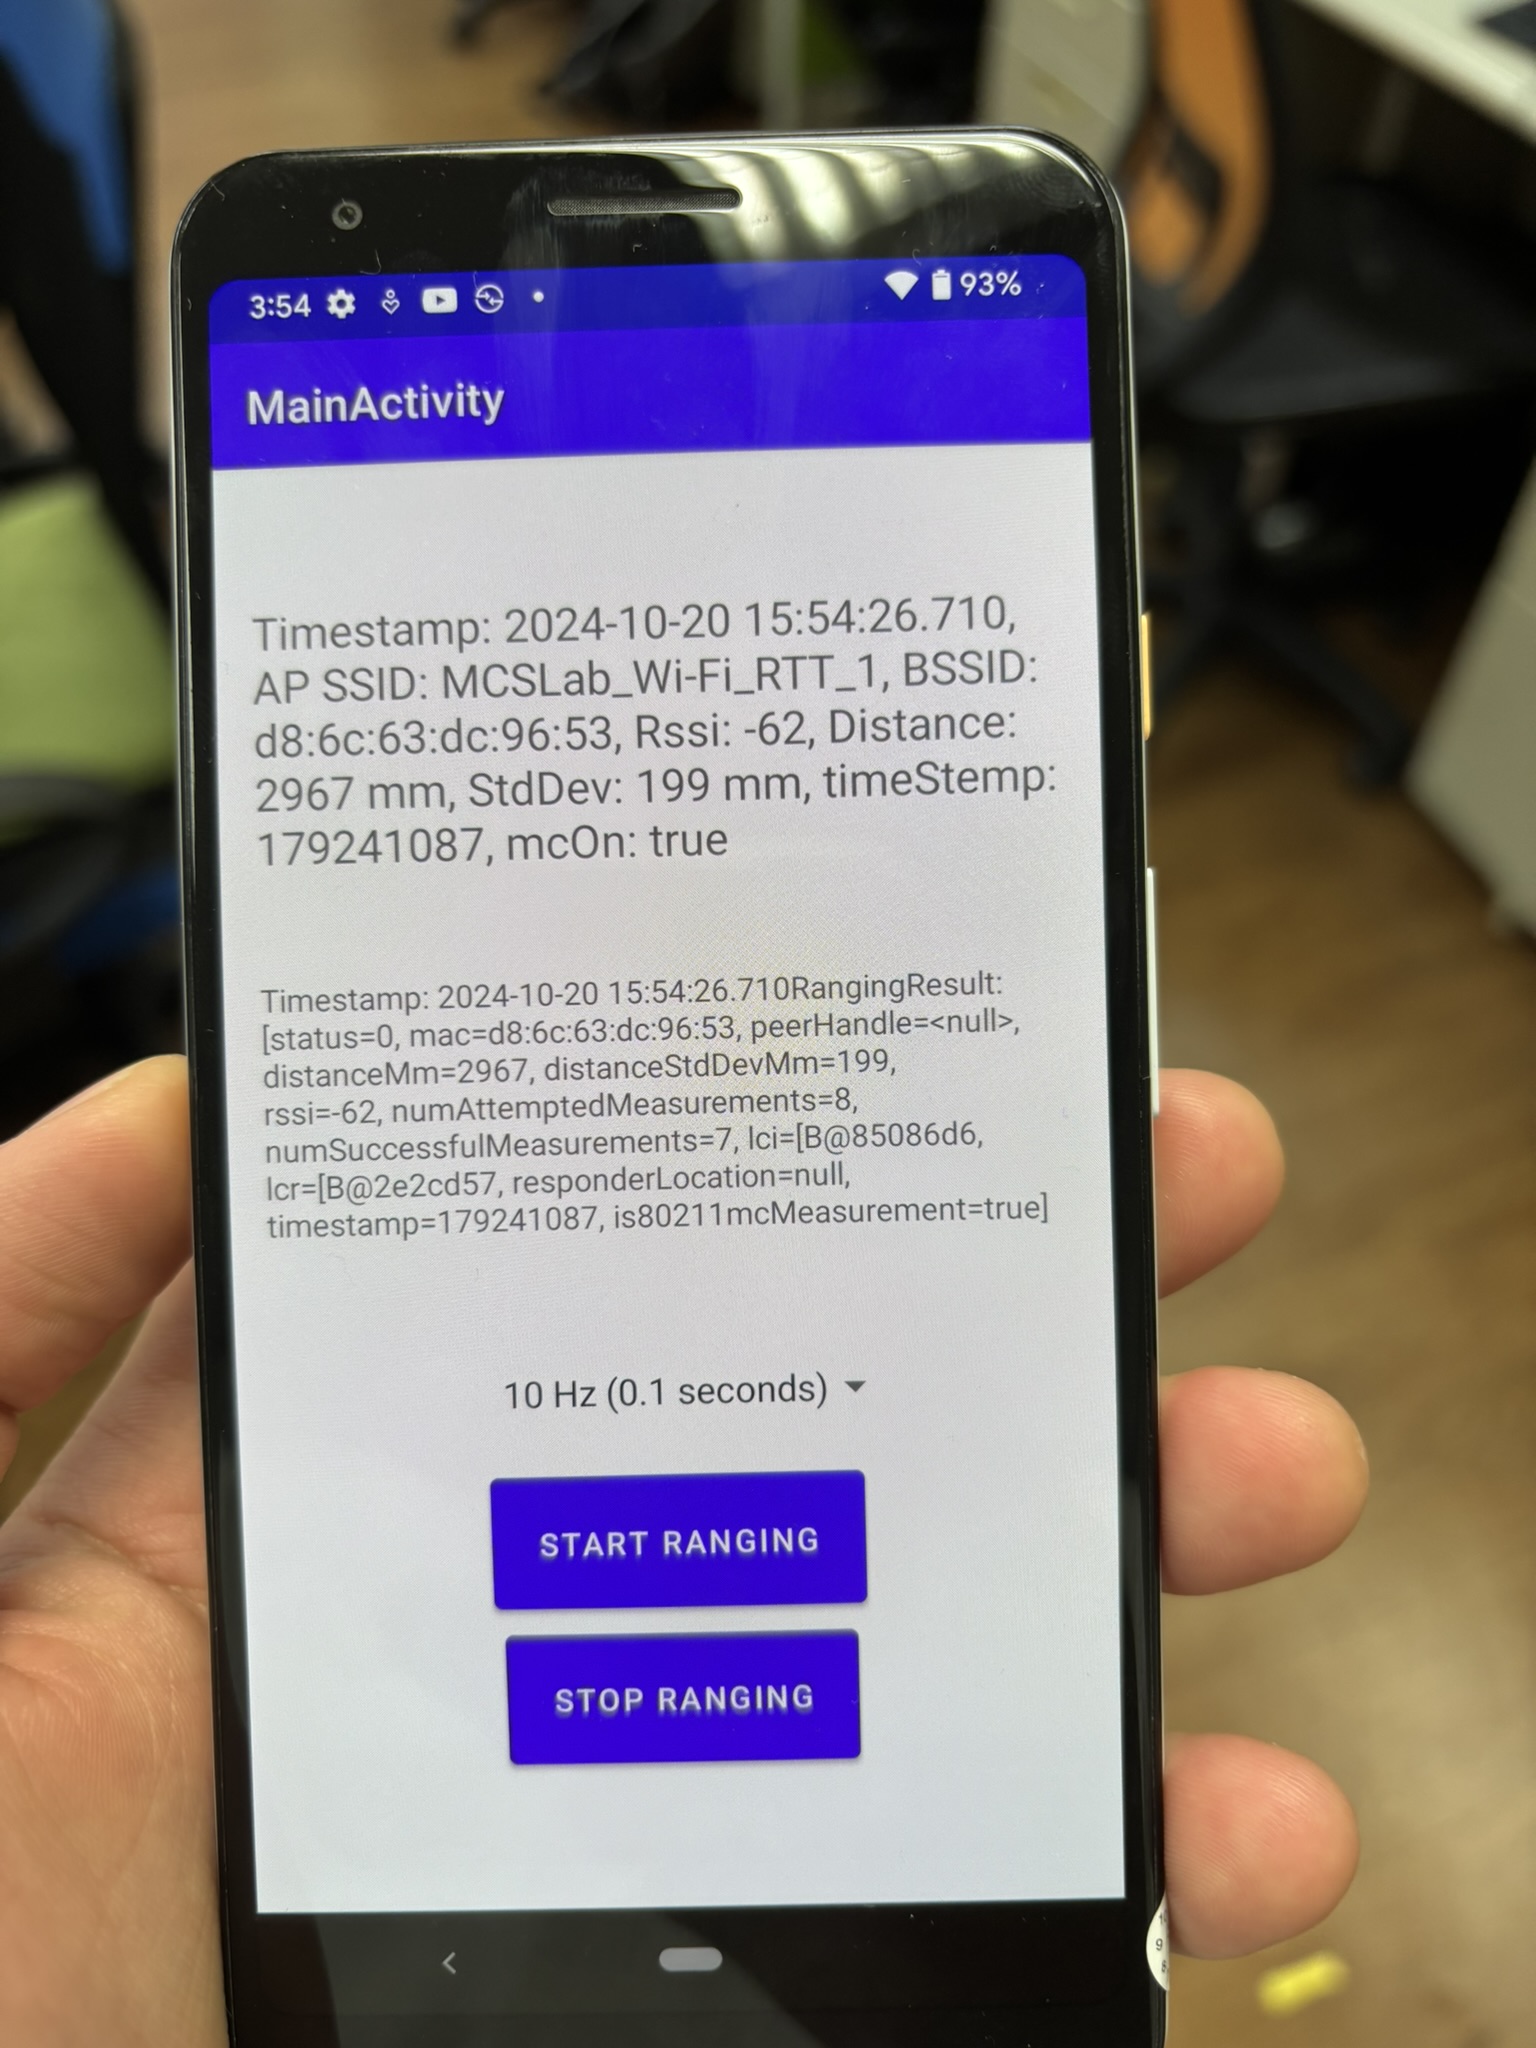 3:54
93%
MainActivity
Timestamp: 2024-10-20 15:54:26.710,
AP SSID: MCSLab_Wi-Fi_RTT_1, BSSID:
d8:6c:63:dc:96:53, Rssi: -62, Distance:
2967 mm, StdDev: 199 mm, timeStemp:
179241087, mcOn: true
Timestamp: 2024-10-20 15:54:26.710RangingResult:
[status=0, mac=d8:6c:63:dc:96:53, peerHandle=<null>,
distanceMm=2967, distanceStdDevMm=199,
rssi=-62, numAttemptedMeasurements=8,
numSuccessfulMeasurements=7, lci=[B@85086d6,
lcr=[B@2e2cd57, responderLocation=null,
timestamp=179241087, is80211mcMeasurement=true]
10 Hz (0.1 seconds)
START RANGING
STOP RANGING